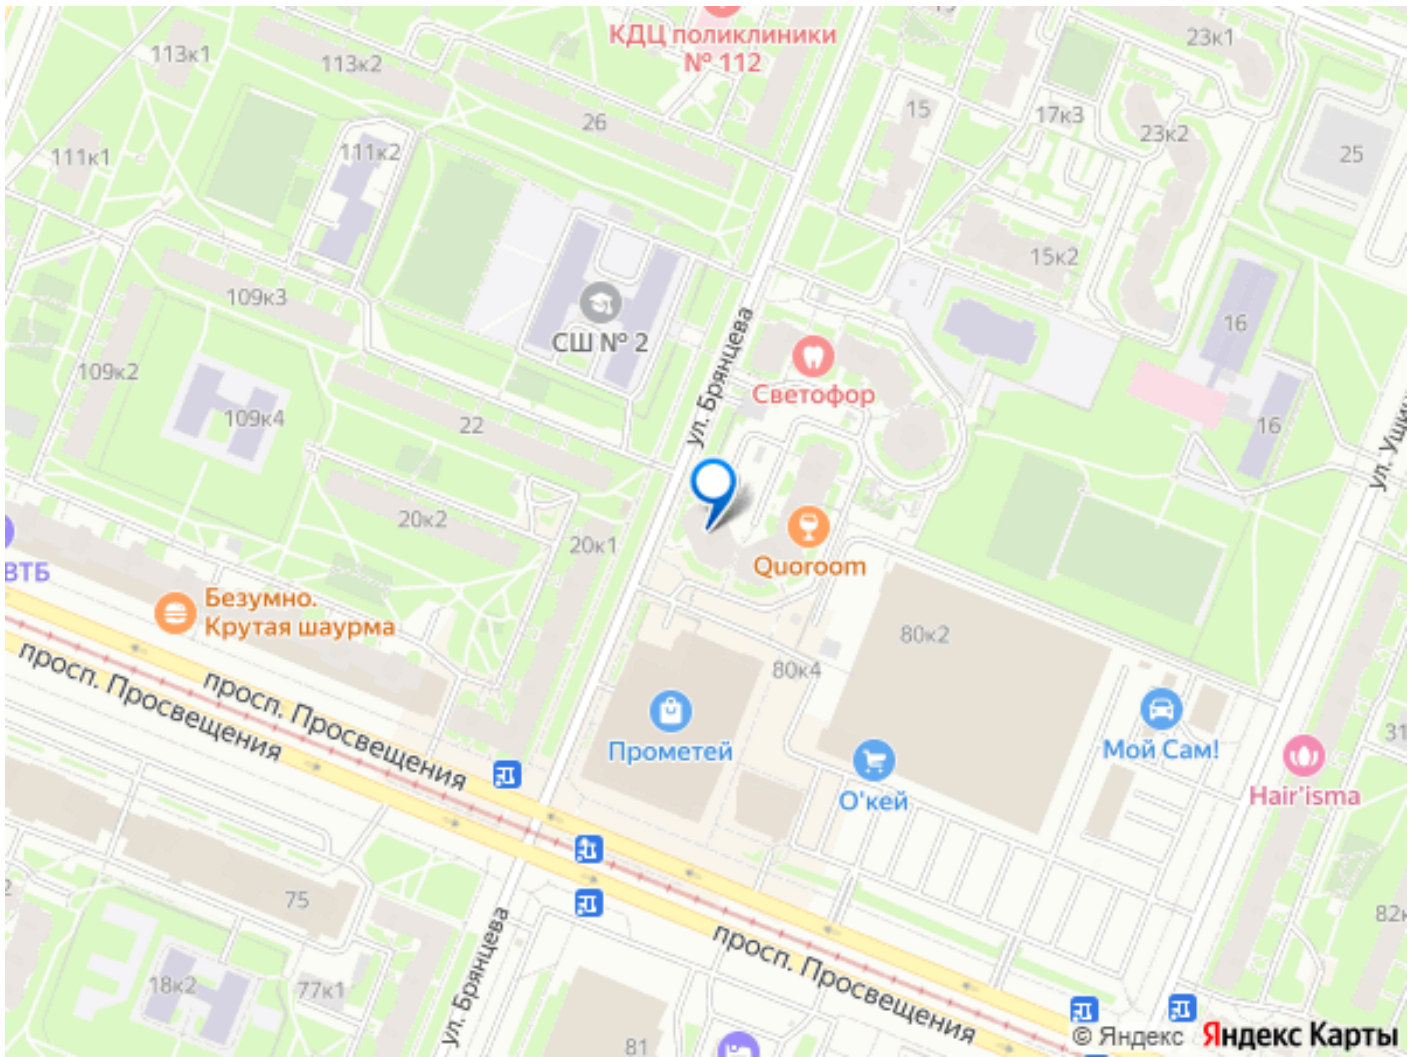 19
КДЦ поликлиники
№ 112
23к1
113к1
113к2
26
15
17к3
23к2
25
111к1
111к2
15к2
109к3
СШ № 2
16
ул. Брянцева
109к2
109к4
22
Светофор
16
ул. Ушин
20к2
20к1
Quoroom
ВТБ
Безумно.
Крутая шаурма
80к2
80к4
просп. Просвещения
просп. Просвещения
Прометей
Мой Сам!
О'кей
31
Hair'isma
75
82к
18к2
77к1
ул. Брянцева
просп. Просвещения
81
© Яндекс Яндекс Карты